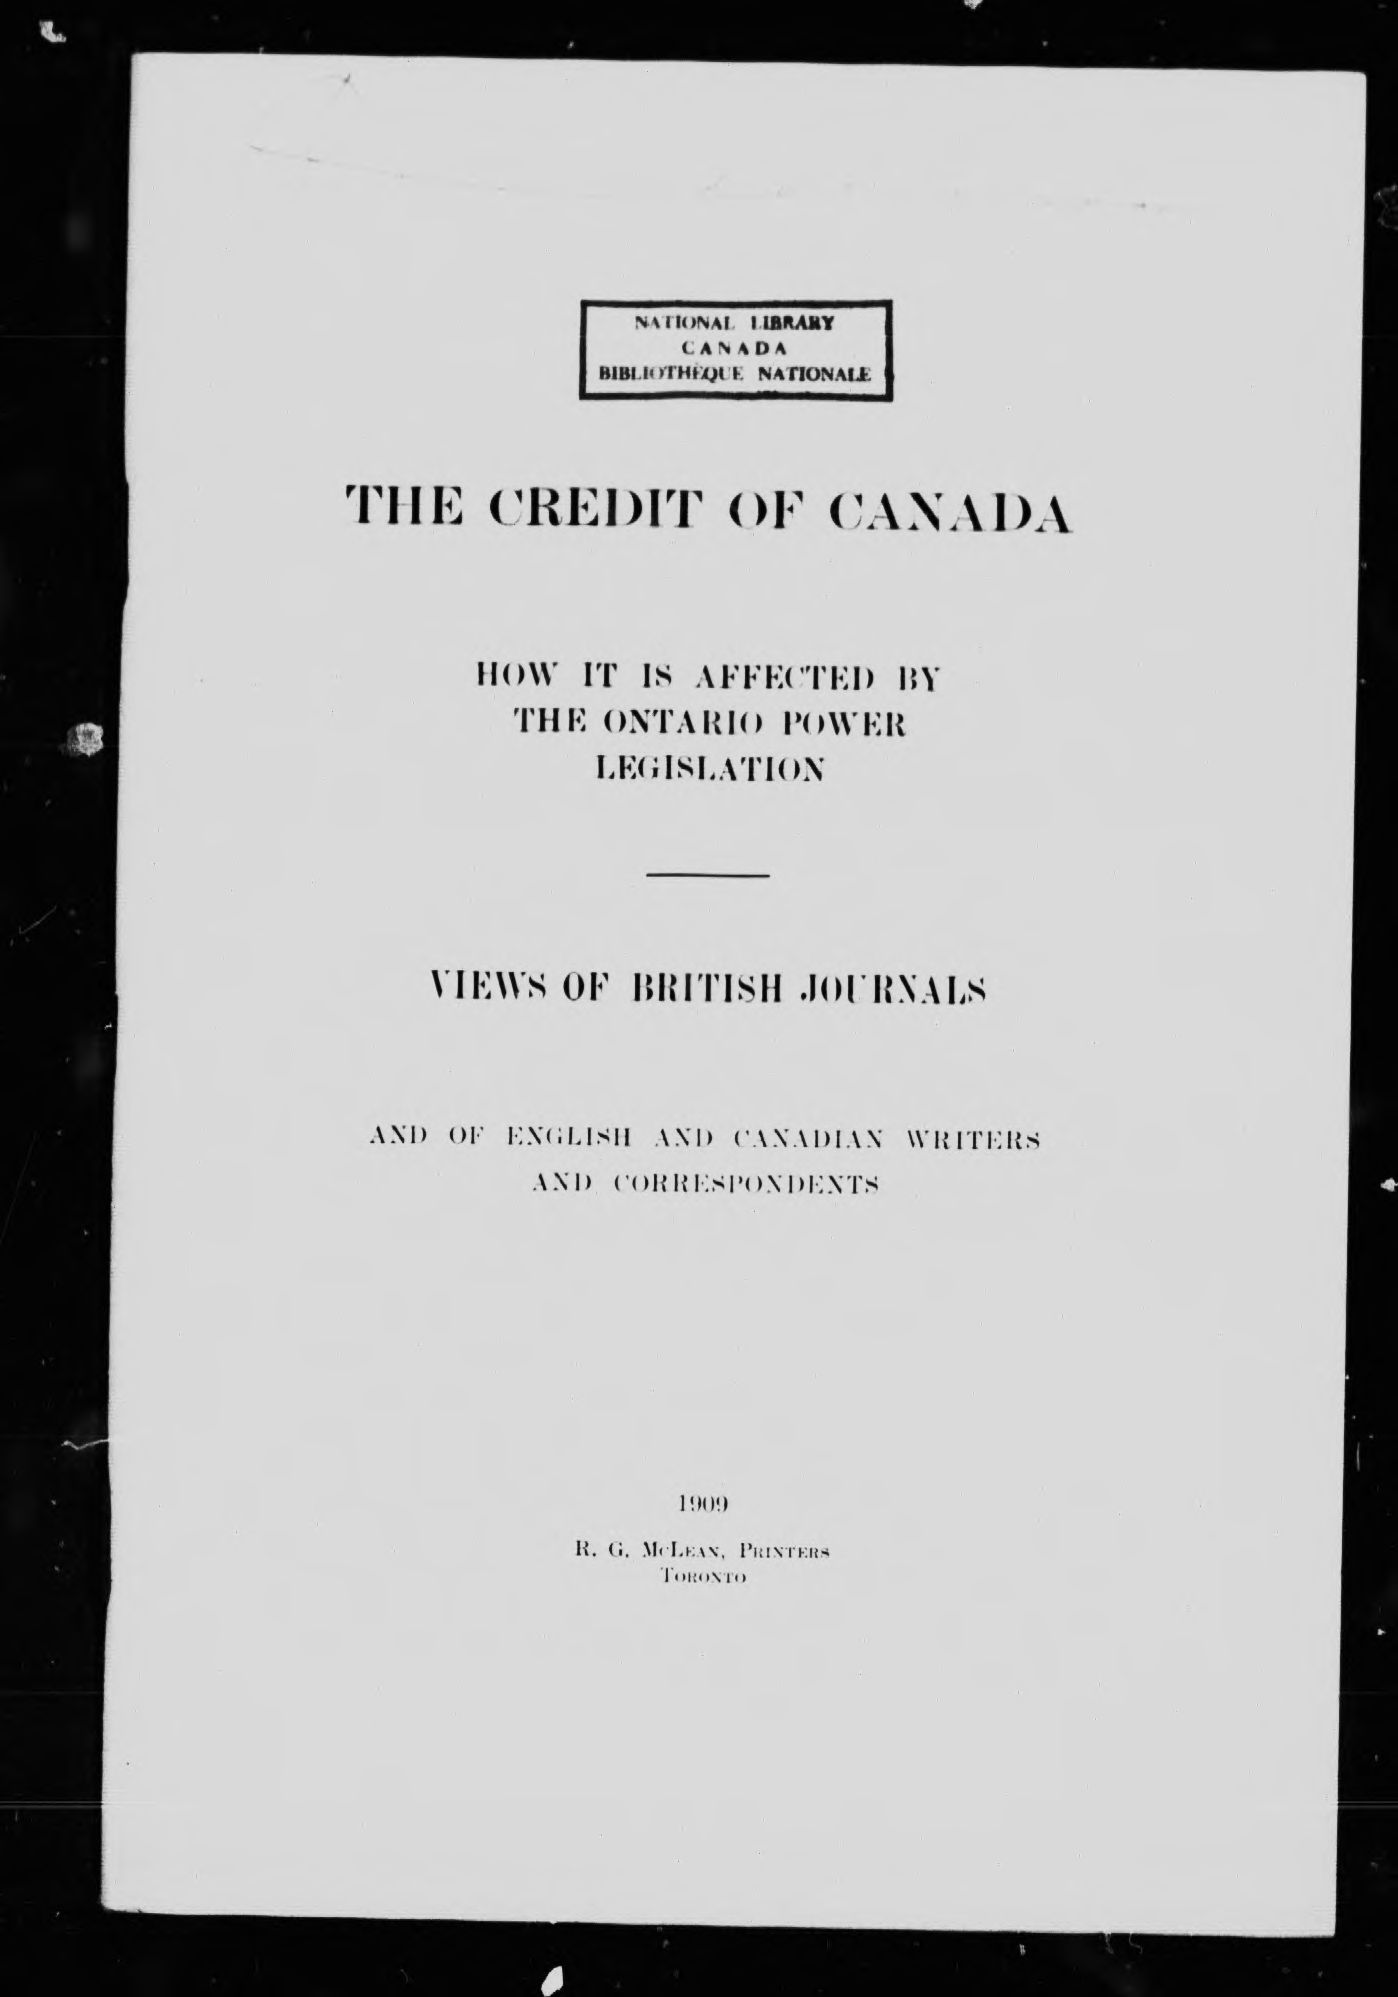 NATIONAL LIBRARY
CANADA
BIBLIOTHÈQUE NATIONALE
THE CREDIT OF CANADA
HOW IT IS AFFECTED BY
THE ONTARIO POWER
LEGISLATION
VIEWS OF BRITISH JOURNALS
AND OF ENGLISH AND CANADIAN WRITERS
AND CORRESPONDENTS
1909
R. G. McLean, Printers
Toronto